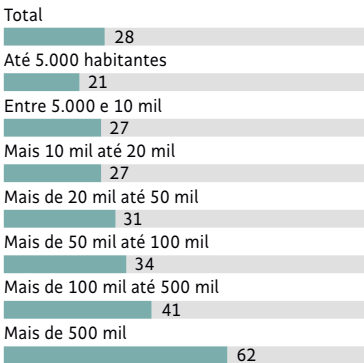 Total
28
Até 5.000 habitantes
21
Entre 5.000 e 10 mil
27
Mais 10 mil até 20 mil
27
Mais de 20 mil até 50 mil
31
Mais de 50 mil até 100 mil
34
Mais de 100 mil até 500 mil
41
Mais de 500 mil
62